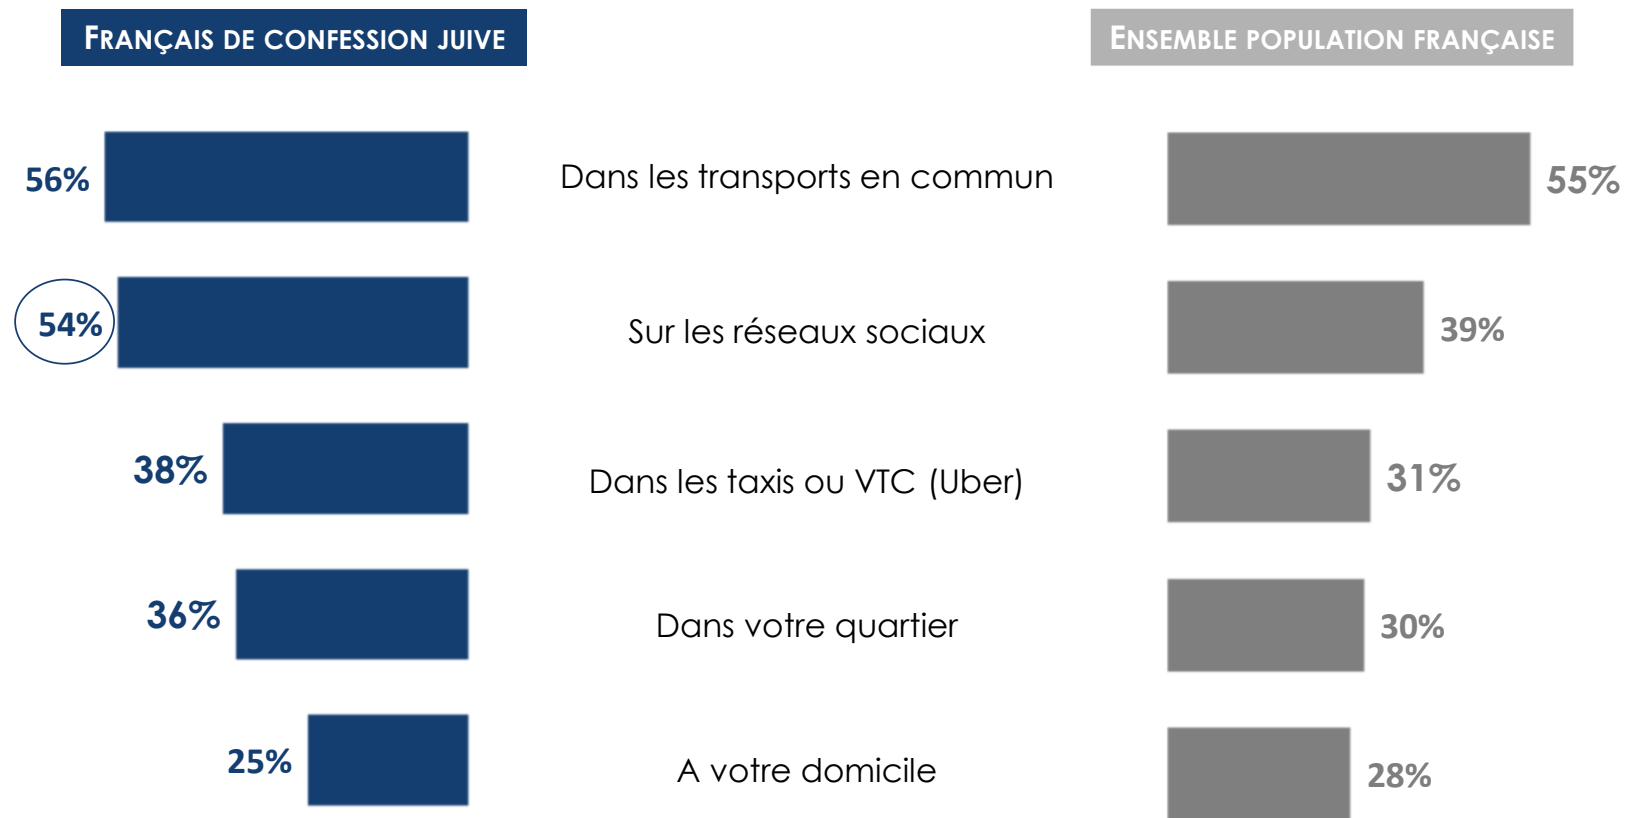 FRANÇAIS DE CONFESSION JUIVE
ENSEMBLE POPULATION FRANÇAISE
56% Dans les transports en commun 55%
54% Sur les réseaux sociaux 39%
38% Dans les taxis ou VTC (Uber) 31%
36% Dans votre quartier 30%
25% A votre domicile 28%